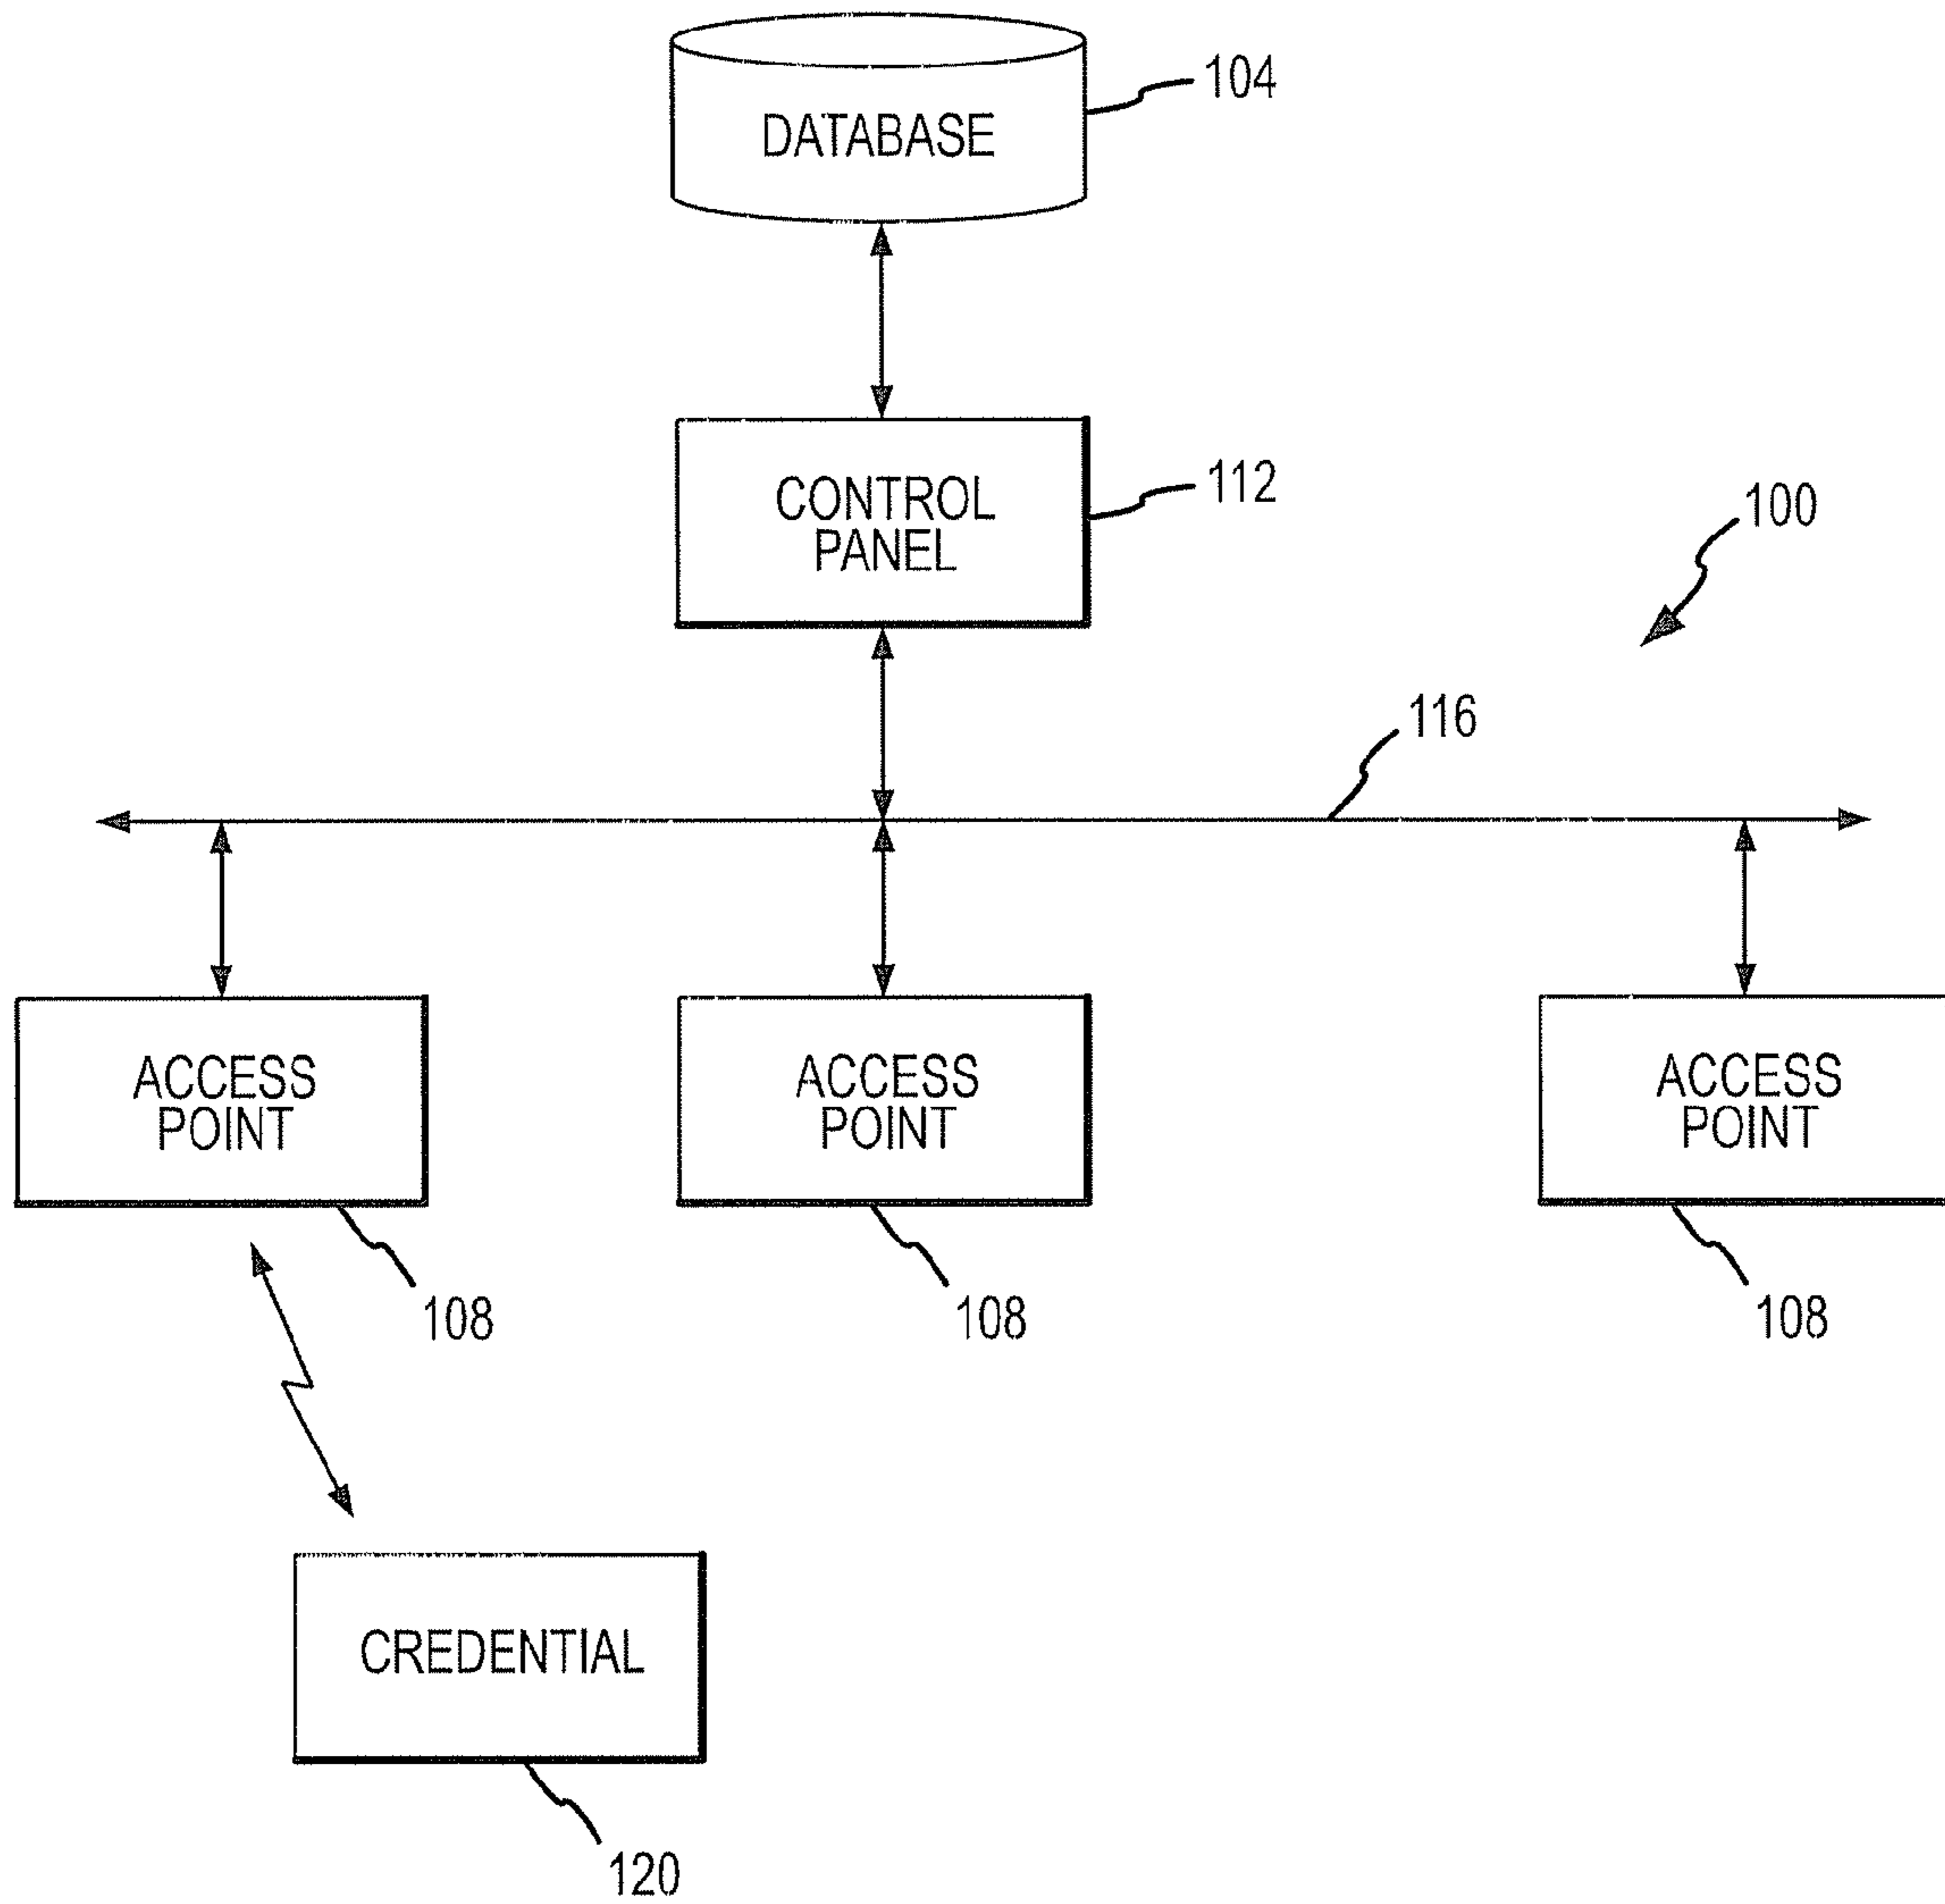 DATABASE
104
CONTROL
PANEL
112
100
116
ACCESS
POINT
ACCESS
POINT
ACCESS
POINT
108
108
108
CREDENTIAL
120